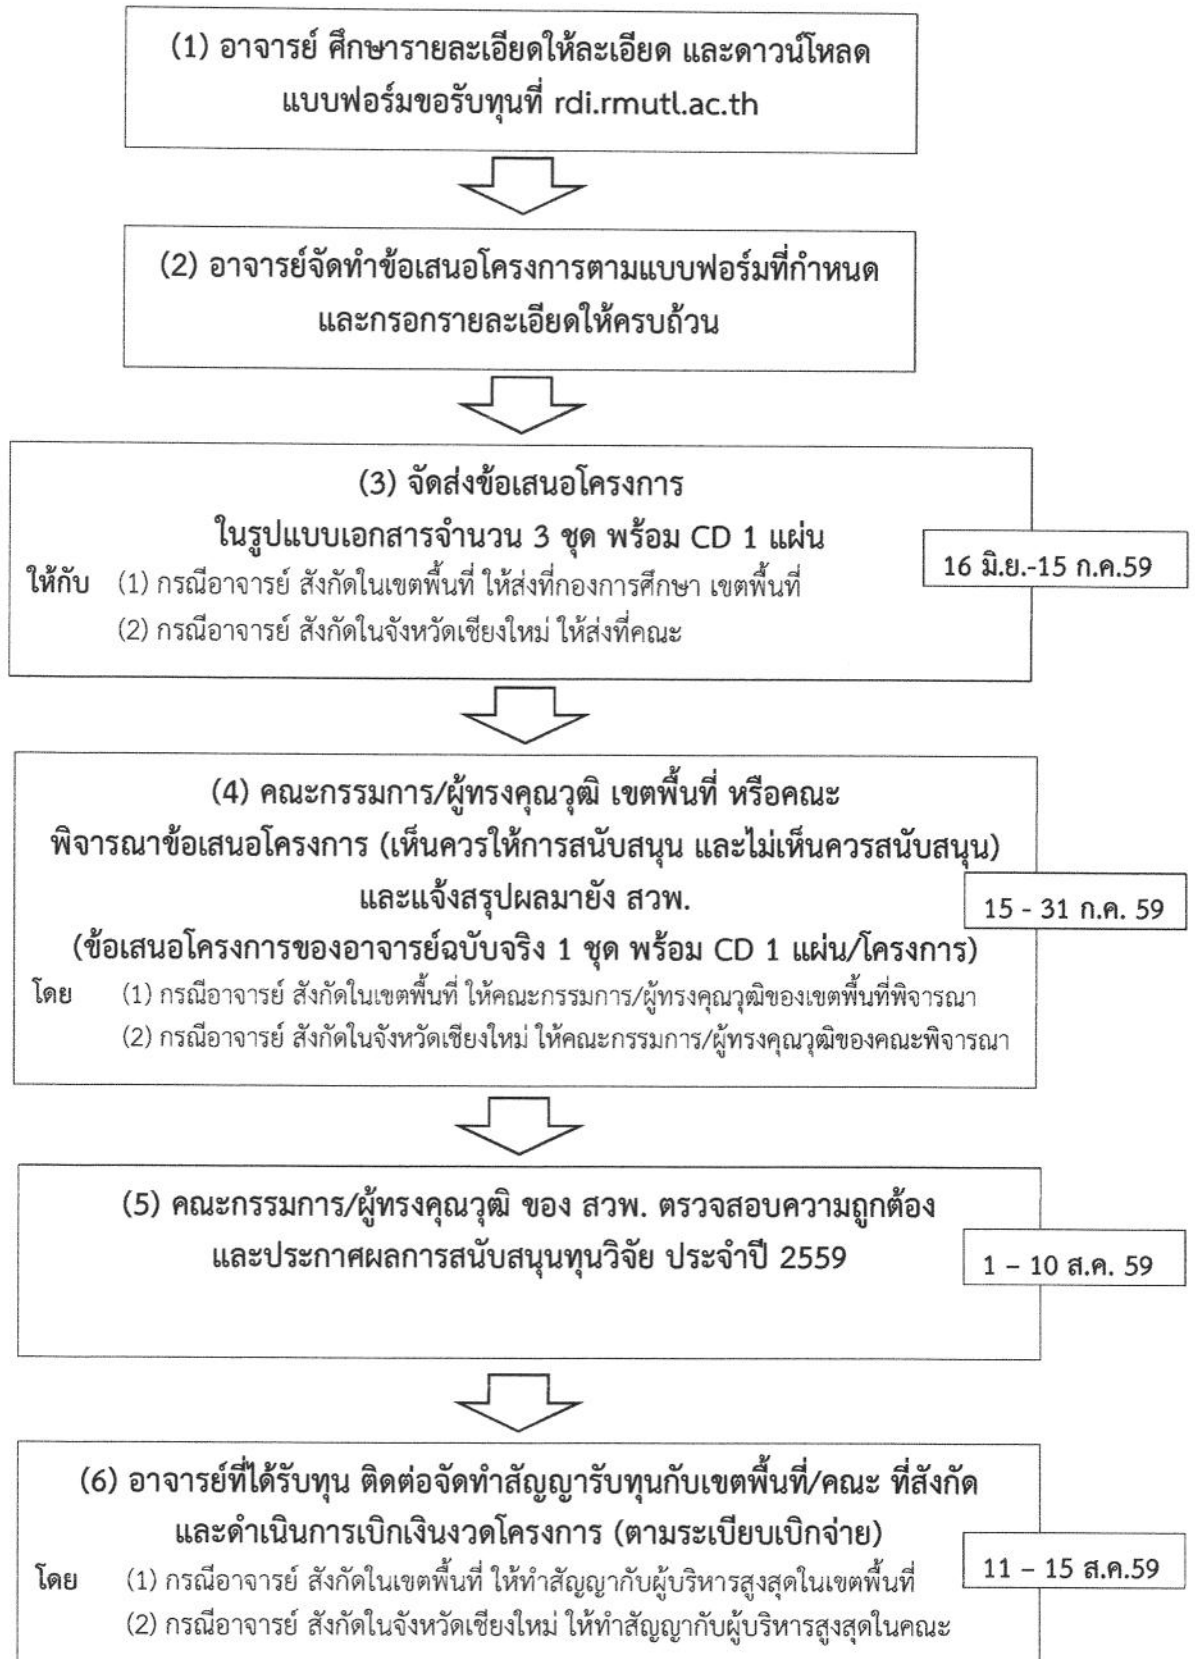 (1) อาจารย์ ศึกษารายละเอียดให้ละเอียด และดาวน์โหลด
แบบฟอร์มขอรับทุนที่ rdi.rmutl.ac.th
(2) อาจารย์จัดทำข้อเสนอโครงการตามแบบฟอร์มที่กำหนด
และกรอกรายละเอียดให้ครบถ้วน
(3) จัดส่งข้อเสนอโครงการ
ในรูปแบบเอกสารจำนวน 3 ชุด พร้อม CD 1 แผ่น
ให้กับ (1) กรณีอาจารย์ สังกัดในเขตพื้นที่ ให้ส่งที่กองการศึกษา เขตพื้นที่
(2) กรณีอาจารย์ สังกัดในจังหวัดเชียงใหม่ ให้ส่งที่คณะ
16 มิ.ย.-15 ก.ค.59
(4) คณะกรรมการ/ผู้ทรงคุณวุฒิ เขตพื้นที่ หรือคณะ
พิจารณาข้อเสนอโครงการ (เห็นควรให้การสนับสนุน และไม่เห็นควรสนับสนุน)
และแจ้งสรุปผลมายัง สวพ.
(ข้อเสนอโครงการของอาจารย์ฉบับจริง 1 ชุด พร้อม CD 1 แผ่น/โครงการ)
โดย (1) กรณีอาจารย์ สังกัดในเขตพื้นที่ ให้คณะกรรมการ/ผู้ทรงคุณวุฒิของเขตพื้นที่พิจารณา
(2) กรณีอาจารย์ สังกัดในจังหวัดเชียงใหม่ ให้คณะกรรมการ/ผู้ทรงคุณวุฒิของคณะพิจารณา
15 - 31 ก.ค. 59
(5) คณะกรรมการ/ผู้ทรงคุณวุฒิ ของ สวพ. ตรวจสอบความถูกต้อง
และประกาศผลการสนับสนุนทุนวิจัย ประจำปี 2559
1 – 10 ส.ค. 59
(6) อาจารย์ที่ได้รับทุน ติดต่อจัดทำสัญญารับทุนกับเขตพื้นที่/คณะ ที่สังกัด
และดำเนินการเบิกเงินงวดโครงการ (ตามระเบียบเบิกจ่าย)
โดย (1) กรณีอาจารย์ สังกัดในเขตพื้นที่ ให้ทำสัญญากับผู้บริหารสูงสุดในเขตพื้นที่
(2) กรณีอาจารย์ สังกัดในจังหวัดเชียงใหม่ ให้ทำสัญญากับผู้บริหารสูงสุดในคณะ
11 – 15 ส.ค.59